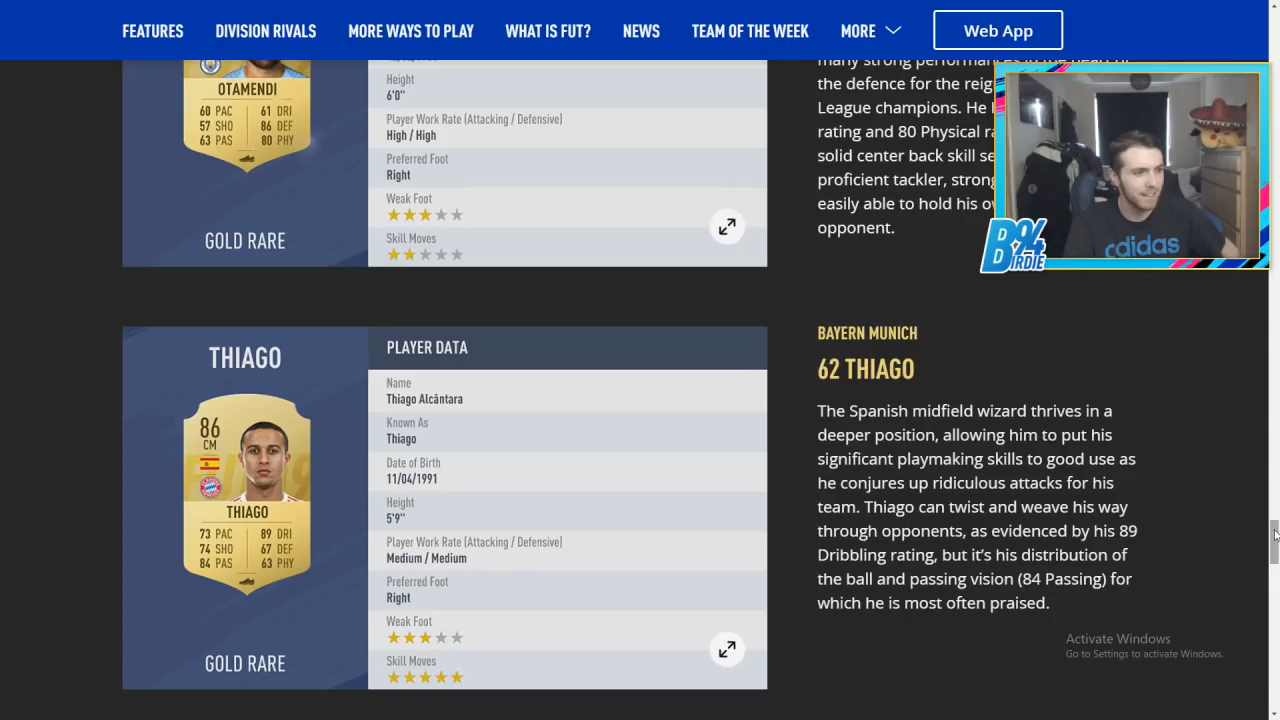 FEATURES DIVISION RIVALS MORE WAYS TO PLAY WHAT IS FUT? NEWS TEAM OF THE WEEK MORE Web App
OTAMENDI
60 PAC 61 DRI
57 SHO 86 DEF
63 PAS 80 PHY
GOLD RARE
Height
6'0"
Player Work Rate (Attacking / Defensive)
High / High
Preferred Foot
Right
Weak Foot
Skill Moves
many strong performances
the defence for the reig
League champions. He
rating and 80 Physical ra
solid center back skill se
proficient tackler, strong
easily able to hold his o
opponent.
adidas
B94
BIRDIE
THIAGO
86
CM
THIAGO
73 PAC 89 DRI
74 SHO 67 DEF
84 PAS 63 PHY
GOLD RARE
PLAYER DATA
Name
Thiago Alcântara
Known As
Thiago
Date of Birth
11/04/1991
Height
5'9"
Player Work Rate (Attacking / Defensive)
Medium / Medium
Preferred Foot
Right
Weak Foot
Skill Moves
BAYERN MUNICH
62 THIAGO
The Spanish midfield wizard thrives in a
deeper position, allowing him to put his
significant playmaking skills to good use as
he conjures up ridiculous attacks for his
team. Thiago can twist and weave his way
through opponents, as evidenced by his 89
Dribbling rating, but it's his distribution of
the ball and passing vision (84 Passing) for
which he is most often praised.
Activate Windows
Go to Settings to activate Windows.